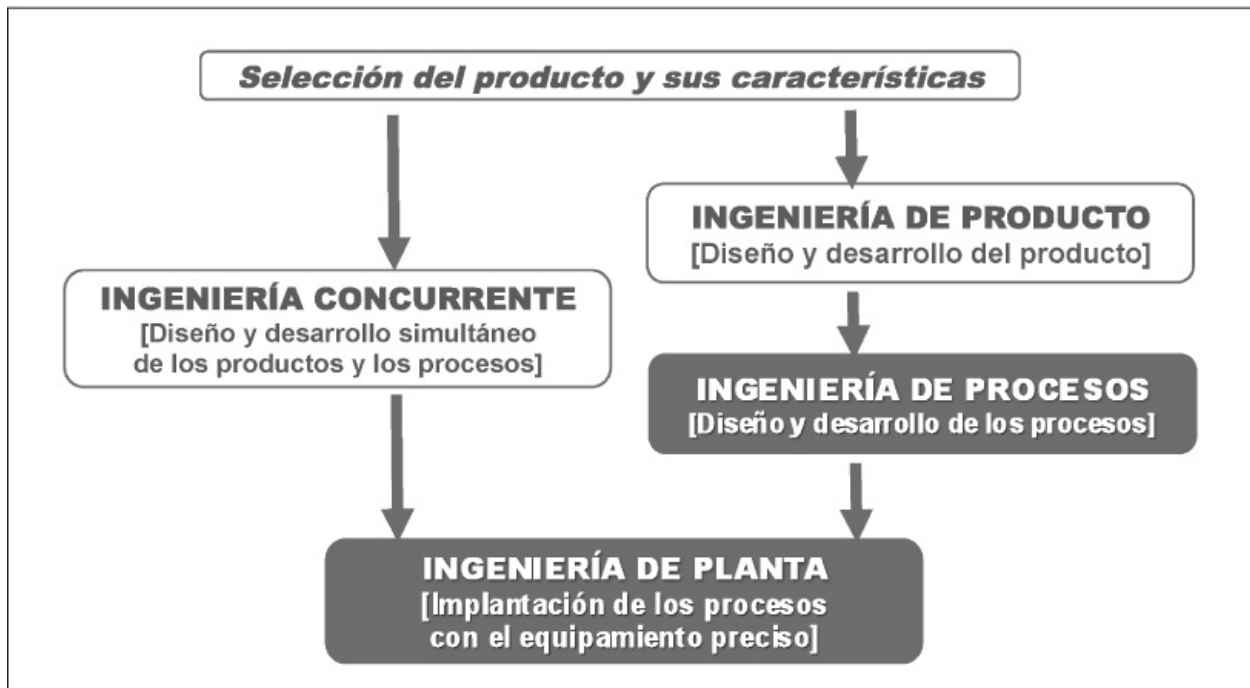 Selección del producto y sus características
INGENIERÍA DE PRODUCTO
[Diseño y desarrollo del producto]
INGENIERÍA CONCURRENTE
[Diseño y desarrollo simultáneo
de los productos y los procesos]
INGENIERÍA DE PROCESOS
[Diseño y desarrollo de los procesos]
INGENIERÍA DE PLANTA
[Implantación de los procesos
con el equipamiento preciso]